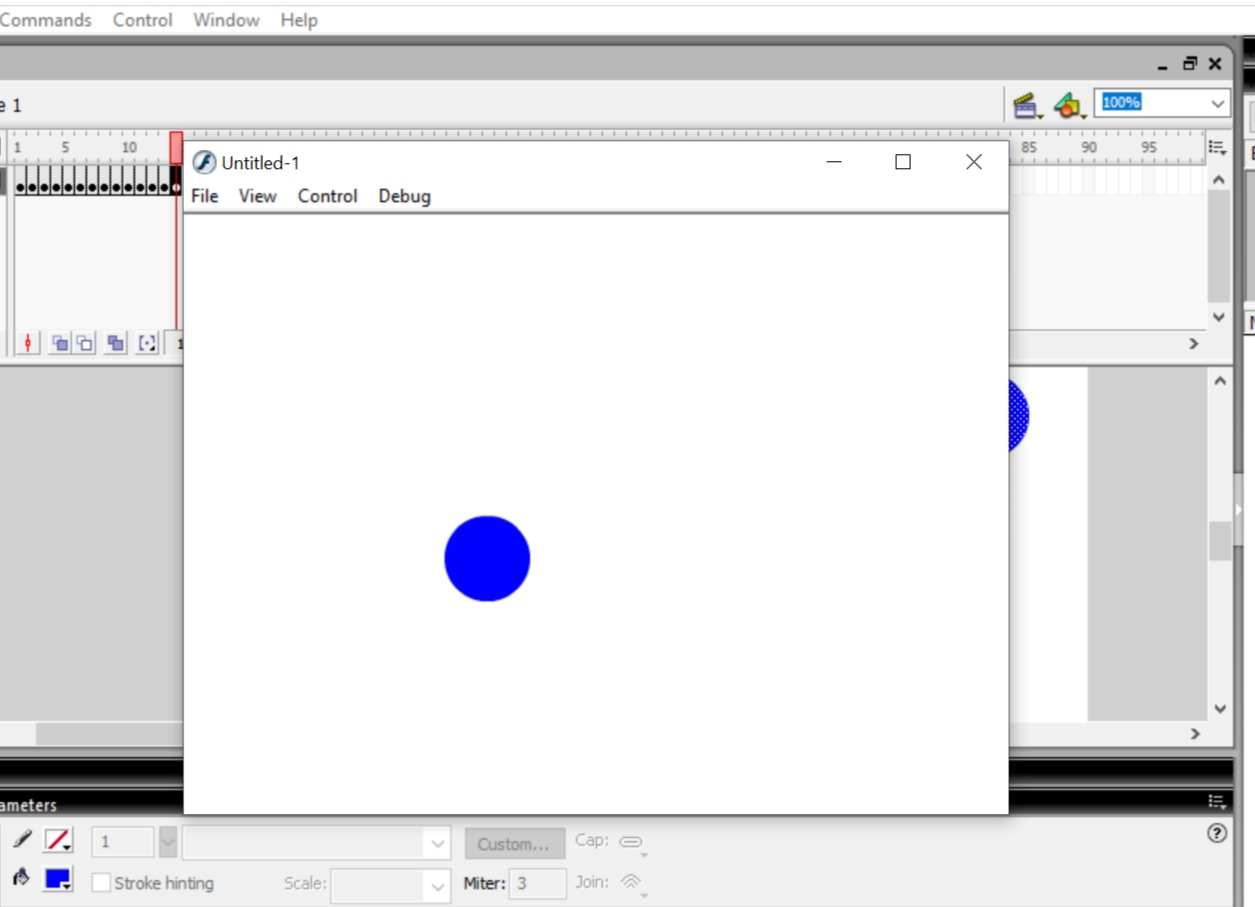 Commands Control Window Help
e 1
100%
1 5 10 85 90 95
Untitled-1
File View Control Debug
1
ameters
1
Custom...
Cap:
Stroke hinting
Scale:
Miter: 3
Join: